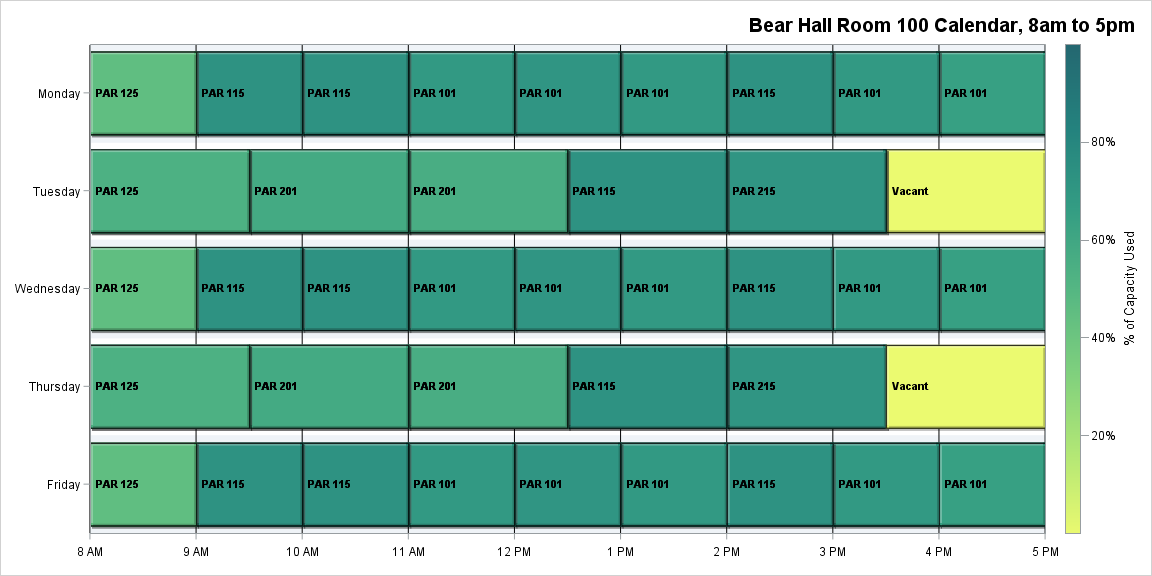 Bear Hall Room 100 Calendar, 8am to 5pm
Monday PAR 125 PAR 115 PAR 115 PAR 101 PAR 101 PAR 101 PAR 115 PAR 101 PAR 101
80%
Tuesday PAR 125 PAR 201 PAR 201 PAR 115 PAR 215 Vacant
60%
% of Capacity Used
Wednesday PAR 125 PAR 115 PAR 115 PAR 101 PAR 101 PAR 101 PAR 115 PAR 101 PAR 101
40%
Thursday PAR 125 PAR 201 PAR 201 PAR 115 PAR 215 Vacant
20%
Friday PAR 125 PAR 115 PAR 115 PAR 101 PAR 101 PAR 101 PAR 115 PAR 101 PAR 101
8 AM 9 AM 10 AM 11 AM 12 PM 1 PM 2 PM 3 PM 4 PM 5 PM